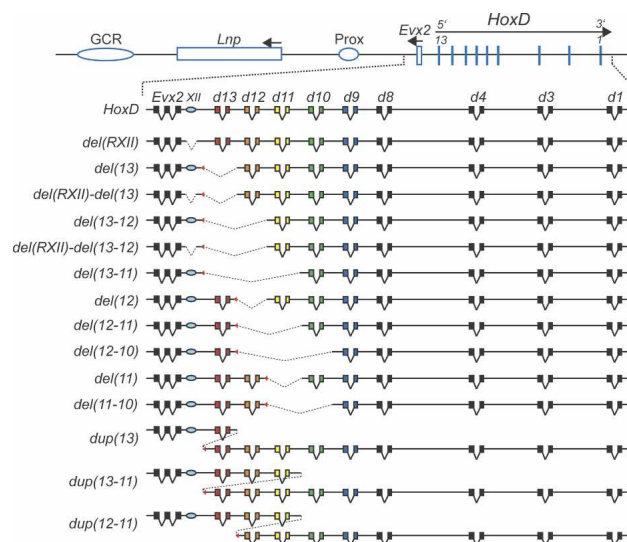 GCR Lnp Prox Evx2 5' HoxD 3'
13 1
Evx2 XII d13 d12 d11 d10 d9 d8 d4 d3 d1
HoxD
del(RXII)
del(13)
del(RXII)-del(13)
del(13-12)
del(RXII)-del(13-12)
del(13-11)
del(12)
del(12-11)
del(12-10)
del(11)
del(11-10)
dup(13)
dup(13-11)
dup(12-11)